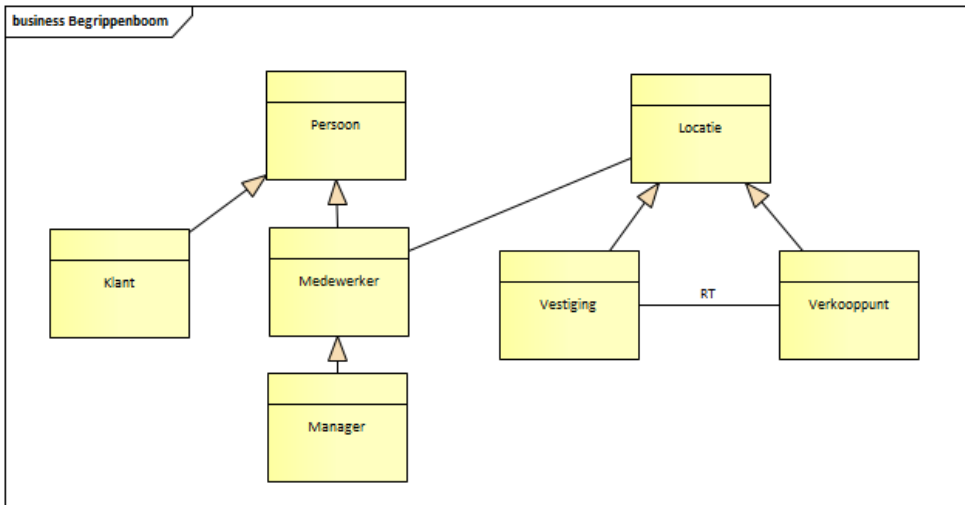 business Begrippenboom
Persoon
Locatie
Klant
Medewerker
Vestiging
RT
Verkooppunt
Manager